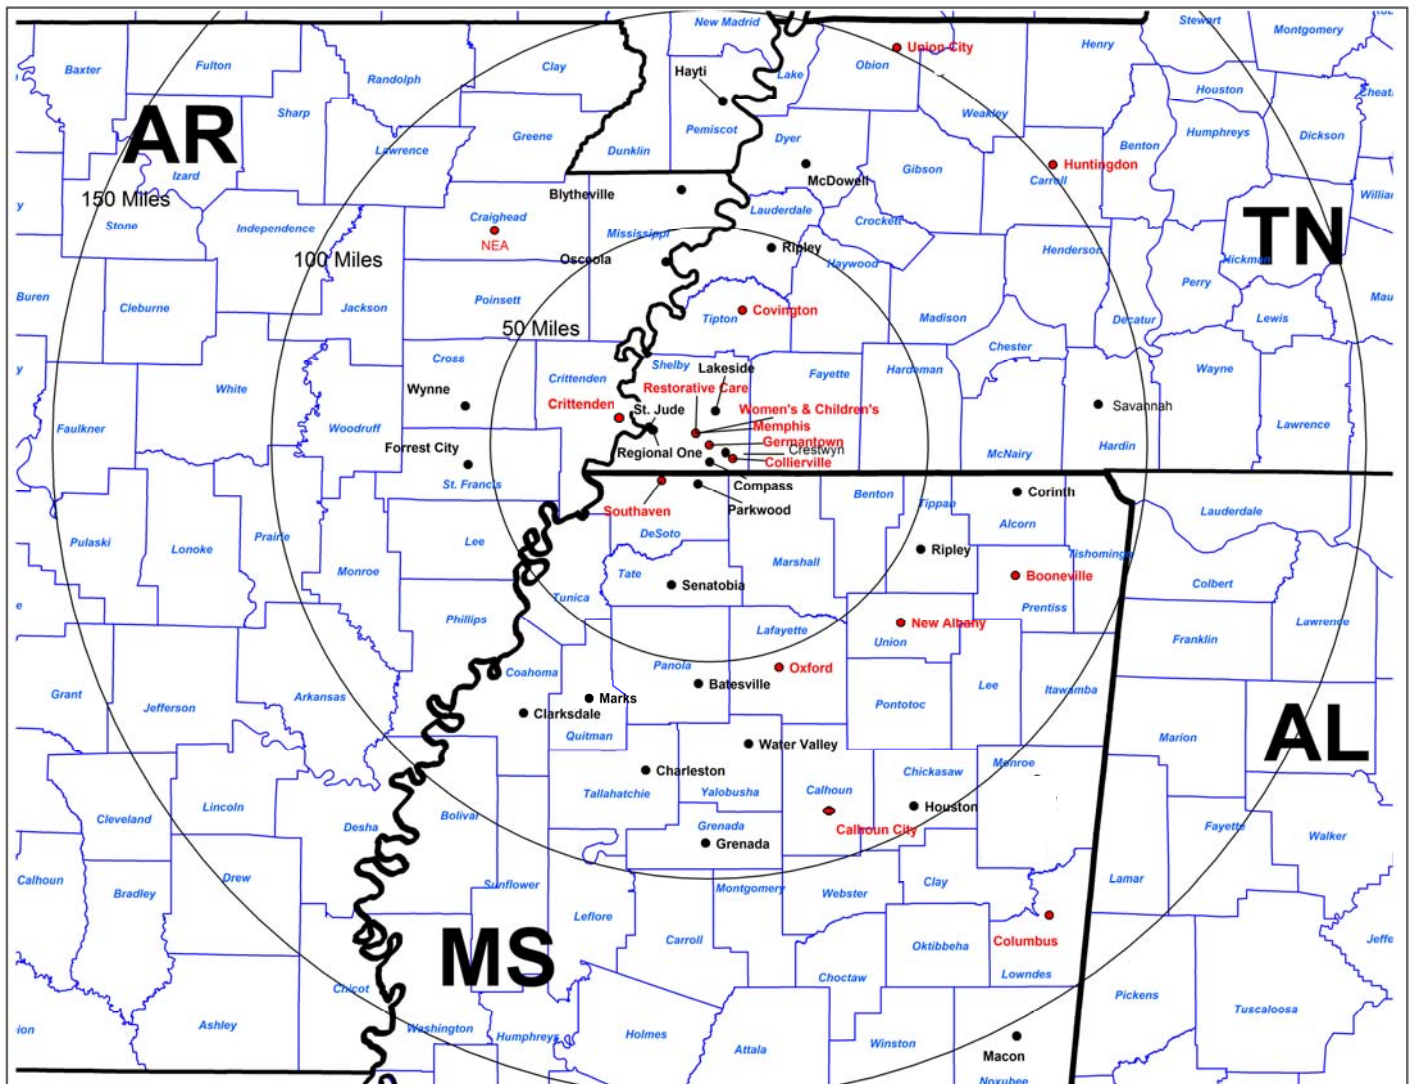 New Madrid
Stewart
Montgomery
Baxter
Fulton
Randolph
Clay
Hayti
Lake
Union City
Obion
Henry
Houston
AR
Sharp
Greene
Lawrence
Dunklin
Pemiscot
Dyer
Weakley
Benton
Humphreys
Dickson
Izard
McDowell
Gibson
Huntingdon
Carroll
150 Miles
Stone
Independence
Blytheville
Craighead
NEA
Mississippi
Lauderdale
Crockett
TN
100 Miles
Osceola
Ripley
Haywood
Henderson
Hickman
Perry
Buren
Cleburne
Jackson
Poinsett
50 Miles
Tipton
Covington
Madison
Decatur
Lewis
Mau
Cross
Crittenden
Shelby
Lakeside
Chester
White
Wynne
Restorative Care
Fayette
Hardeman
Wayne
Crittenden
St. Jude
Women's & Children's
Savannah
Faulkner
Woodruff
Forrest City
Memphis
Germantown
Regional One
Crestwyn
Collierville
McNairy
Hardin
Lawrence
St. Francis
Compass
Southaven
Parkwood
Benton
Tippan
Corinth
Lauderdale
Pulaski
Lonoke
Prairie
Lee
DeSoto
Alcorn
Monroe
Tate
Marshall
Ripley
Tishomingo
Senatobia
Booneville
Colbert
Tunica
Prentiss
Phillips
Lafayette
New Albany
Union
Franklin
Lawrence
Coahoma
Panola
Oxford
Grant
Jefferson
Arkansas
Marks
Batesville
Lee
Itawamba
Clarksdale
Pontotoc
AL
Quitman
Water Valley
Marion
Charleston
Chickasaw
Monroe
Tallahatchie
Yalobusha
Calhoun
Cleveland
Lincoln
Desha
Bolivar
Houston
Grenada
Calhoun City
Fayette
Walker
Grenada
Calhoun
Bradley
Drew
Sunflower
Montgomery
Webster
Clay
Lamar
Leflore
Columbus
MS
Carroll
Oktibbeha
Jeffe
Choctaw
Lowndes
Chicot
Pickens
Tuscaloosa
ion
Ashley
Washington
Humphreys
Holmes
Attala
Winston
Macon
Noxubee